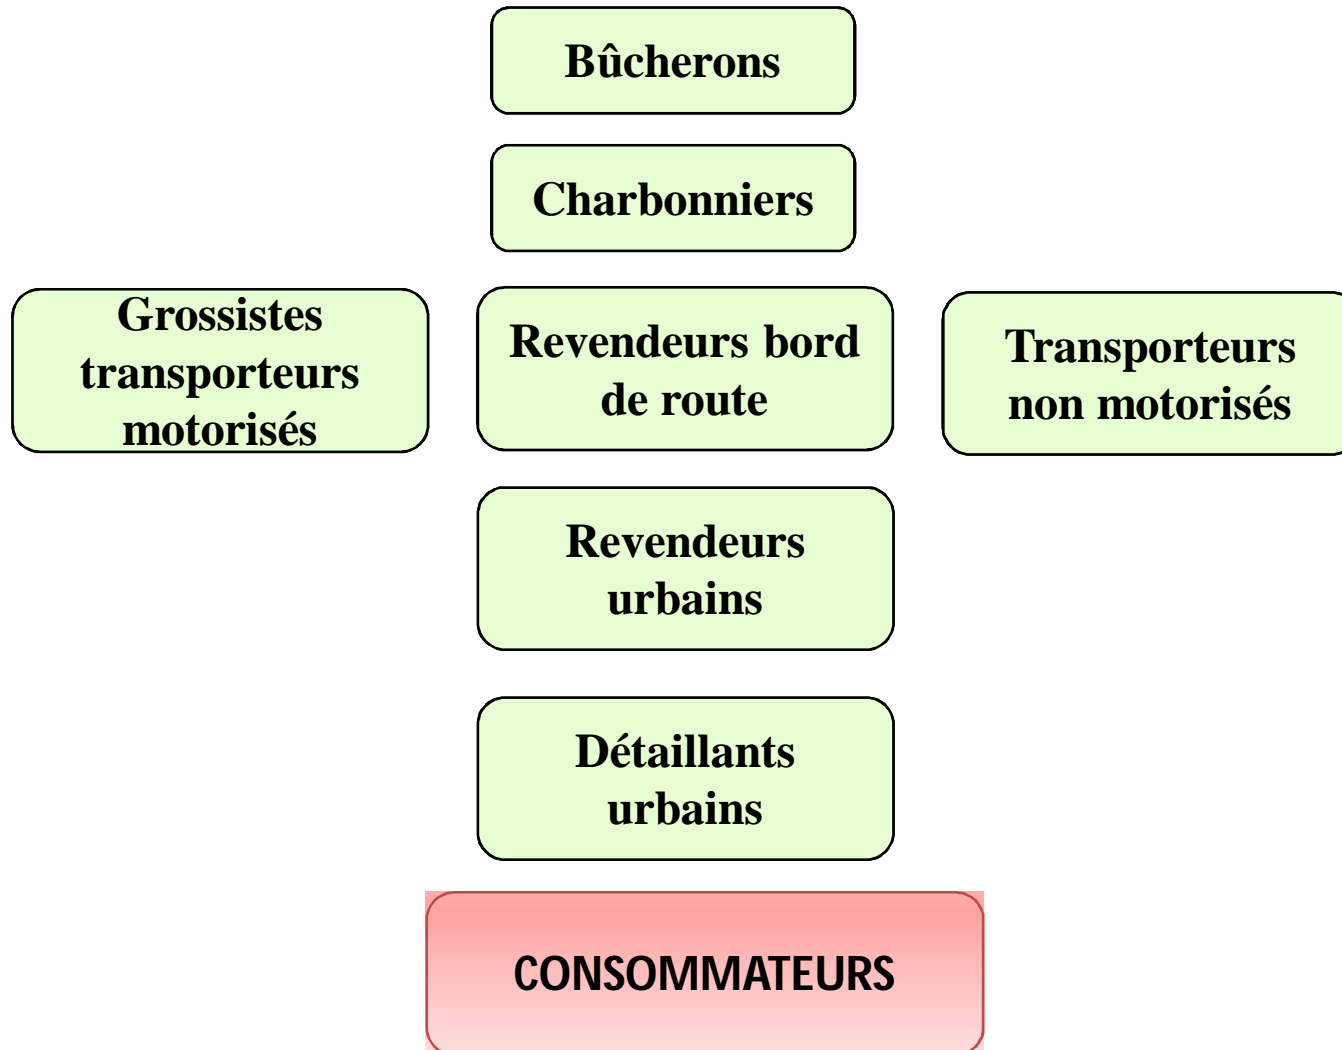 Bûcherons
Charbonniers
Grossistes
transporteurs
motorisés
Revendeurs bord
de route
Transporteurs
non motorisés
Revendeurs
urbains
Détaillants
urbains
CONSOMMATEURS